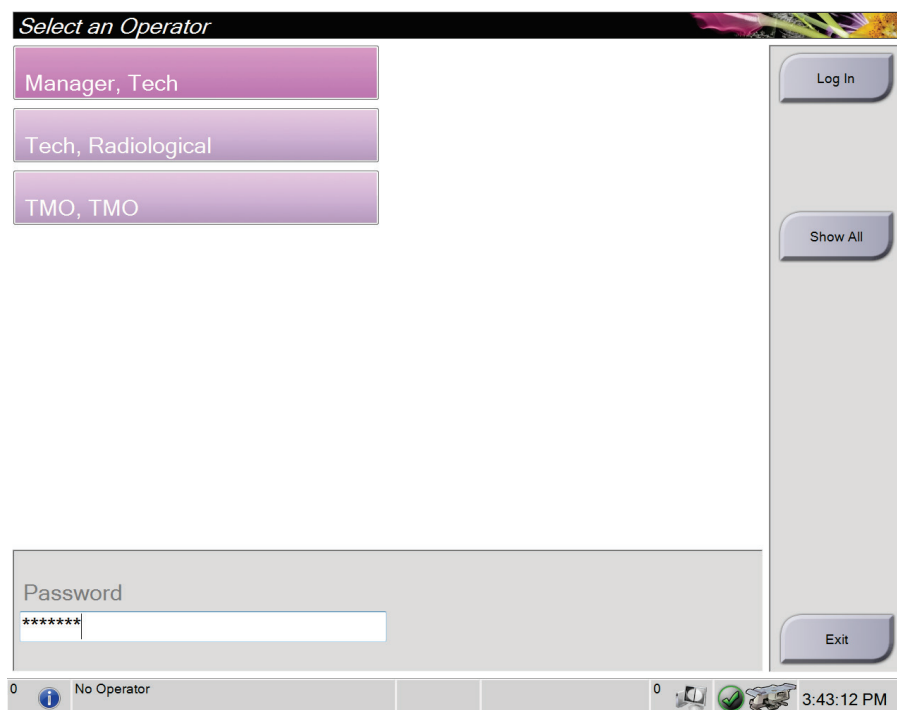 Select an Operator
Manager, Tech
Log In
Tech, Radiological
TMO, TMO
Show All
Password
*******
Exit
0
No Operator
0
3:43:12 PM